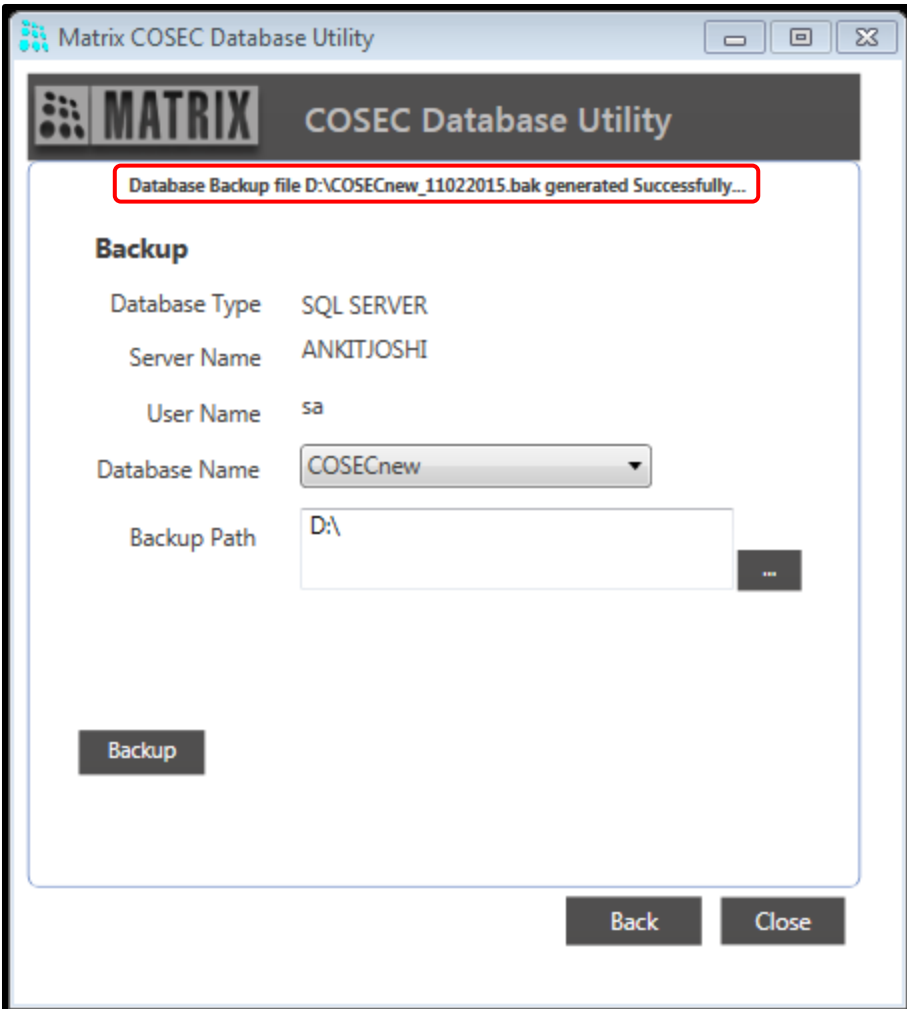 Matrix COSEC Database Utility
MATRIX COSEC Database Utility
Database Backup file D:\COSECnew_11022015.bak generated Successfully...
Backup
Database Type SQL SERVER
Server Name ANKITJOSHI
User Name sa
Database Name COSECnew
Backup Path D:\
...
Backup
Back Close